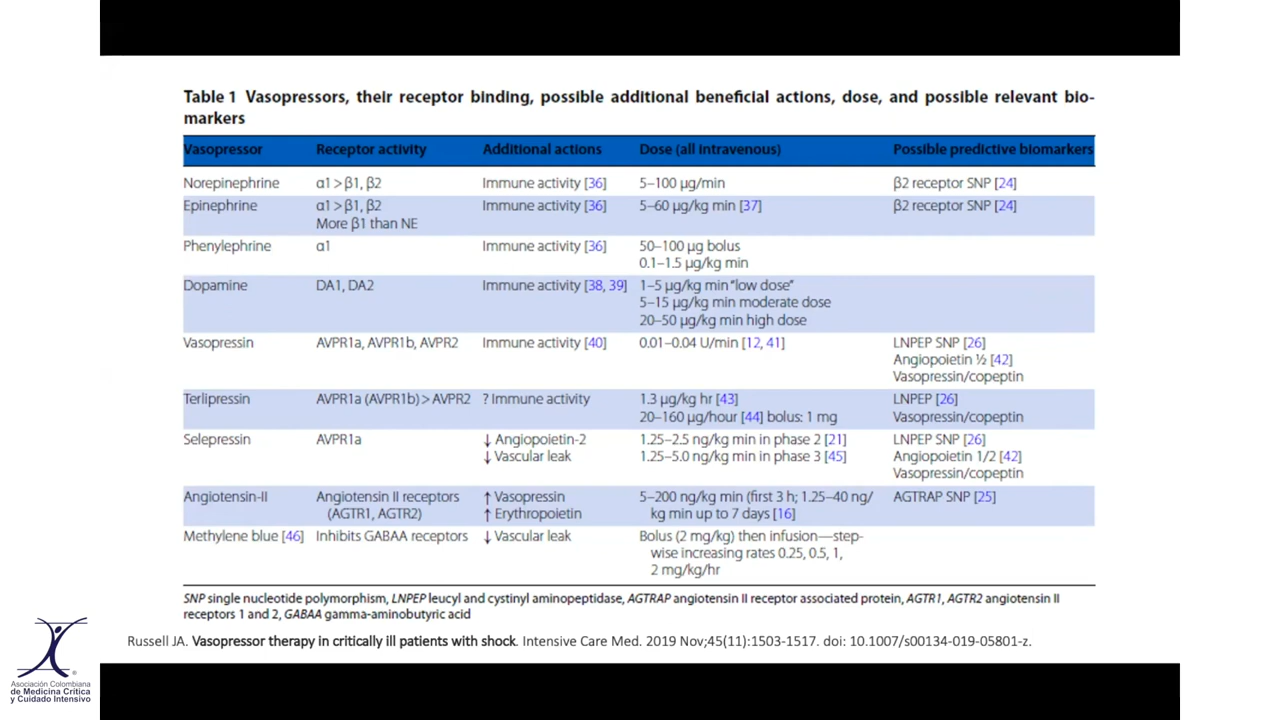 Table 1 Vasopressors, their receptor binding, possible additional beneficial actions, dose, and possible relevant bio-
markers
Vasopressor Receptor activity Additional actions Dose (all intravenous) Possible predictive biomarkers
Norepinephrine α1 > β1, β2 Immune activity [36] 5–100 μg/min β2 receptor SNP [24]
Epinephrine α1 > β1, β2 Immune activity [36] 5–60 μg/kg min [37] β2 receptor SNP [24]
More β1 than NE
Phenylephrine α1 Immune activity [36] 50–100 μg bolus
0.1–1.5 μg/kg min
Dopamine DA1, DA2 Immune activity [38, 39] 1–5 μg/kg min “low dose”
5–15 μg/kg min moderate dose
20–50 μg/kg min high dose
Vasopressin AVPR1a, AVPR1b, AVPR2 Immune activity [40] 0.01–0.04 U/min [12, 41] LNPEP SNP [26]
Angiopoietin ½ [42]
Vasopressin/copeptin
Terlipressin AVPR1a (AVPR1b) > AVPR2 ? Immune activity 1.3 μg/kg hr [43] LNPEP [26]
20–160 μg/hour [44] bolus: 1 mg Vasopressin/copeptin
Selepressin AVPR1a ↓ Angiopoietin-2 1.25–2.5 ng/kg min in phase 2 [21] LNPEP SNP [26]
↓ Vascular leak 1.25–5.0 ng/kg min in phase 3 [45] Angiopoietin 1/2 [42]
Vasopressin/copeptin
Angiotensin-II Angiotensin II receptors ↑ Vasopressin 5–200 ng/kg min (first 3 h; 1.25–40 ng/ AGTRAP SNP [25]
(AGTR1, AGTR2) ↑ Erythropoietin kg min up to 7 days [16]
Methylene blue [46] Inhibits GABAA receptors ↓ Vascular leak Bolus (2 mg/kg) then infusion—step-
wise increasing rates 0.25, 0.5, 1,
2 mg/kg/hr
SNP single nucleotide polymorphism, LNPEP leucyl and cystinyl aminopeptidase, AGTRAP angiotensin II receptor associated protein, AGTR1, AGTR2 angiotensin II
receptors 1 and 2, GABAA gamma-aminobutyric acid
Russell JA. Vasopressor therapy in critically ill patients with shock. Intensive Care Med. 2019 Nov;45(11):1503-1517. doi: 10.1007/s00134-019-05801-z.
®
Asociación Colombiana
de Medicina Crítica
y Cuidado Intensivo